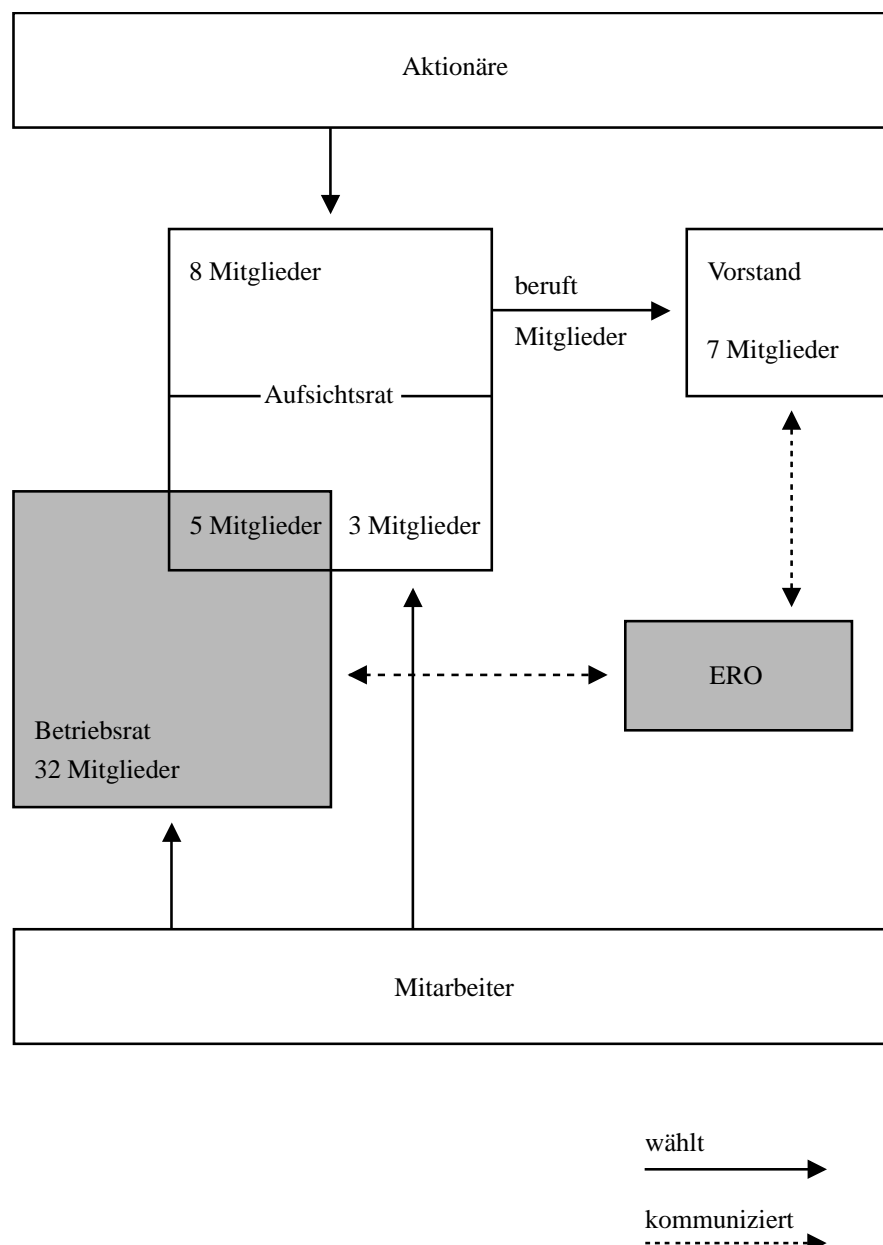 Aktionäre
8 Mitglieder
beruft
Mitglieder
Vorstand
7 Mitglieder
Aufsichtsrat
5 Mitglieder
3 Mitglieder
ERO
Betriebsrat
32 Mitglieder
Mitarbeiter
wählt
kommuniziert